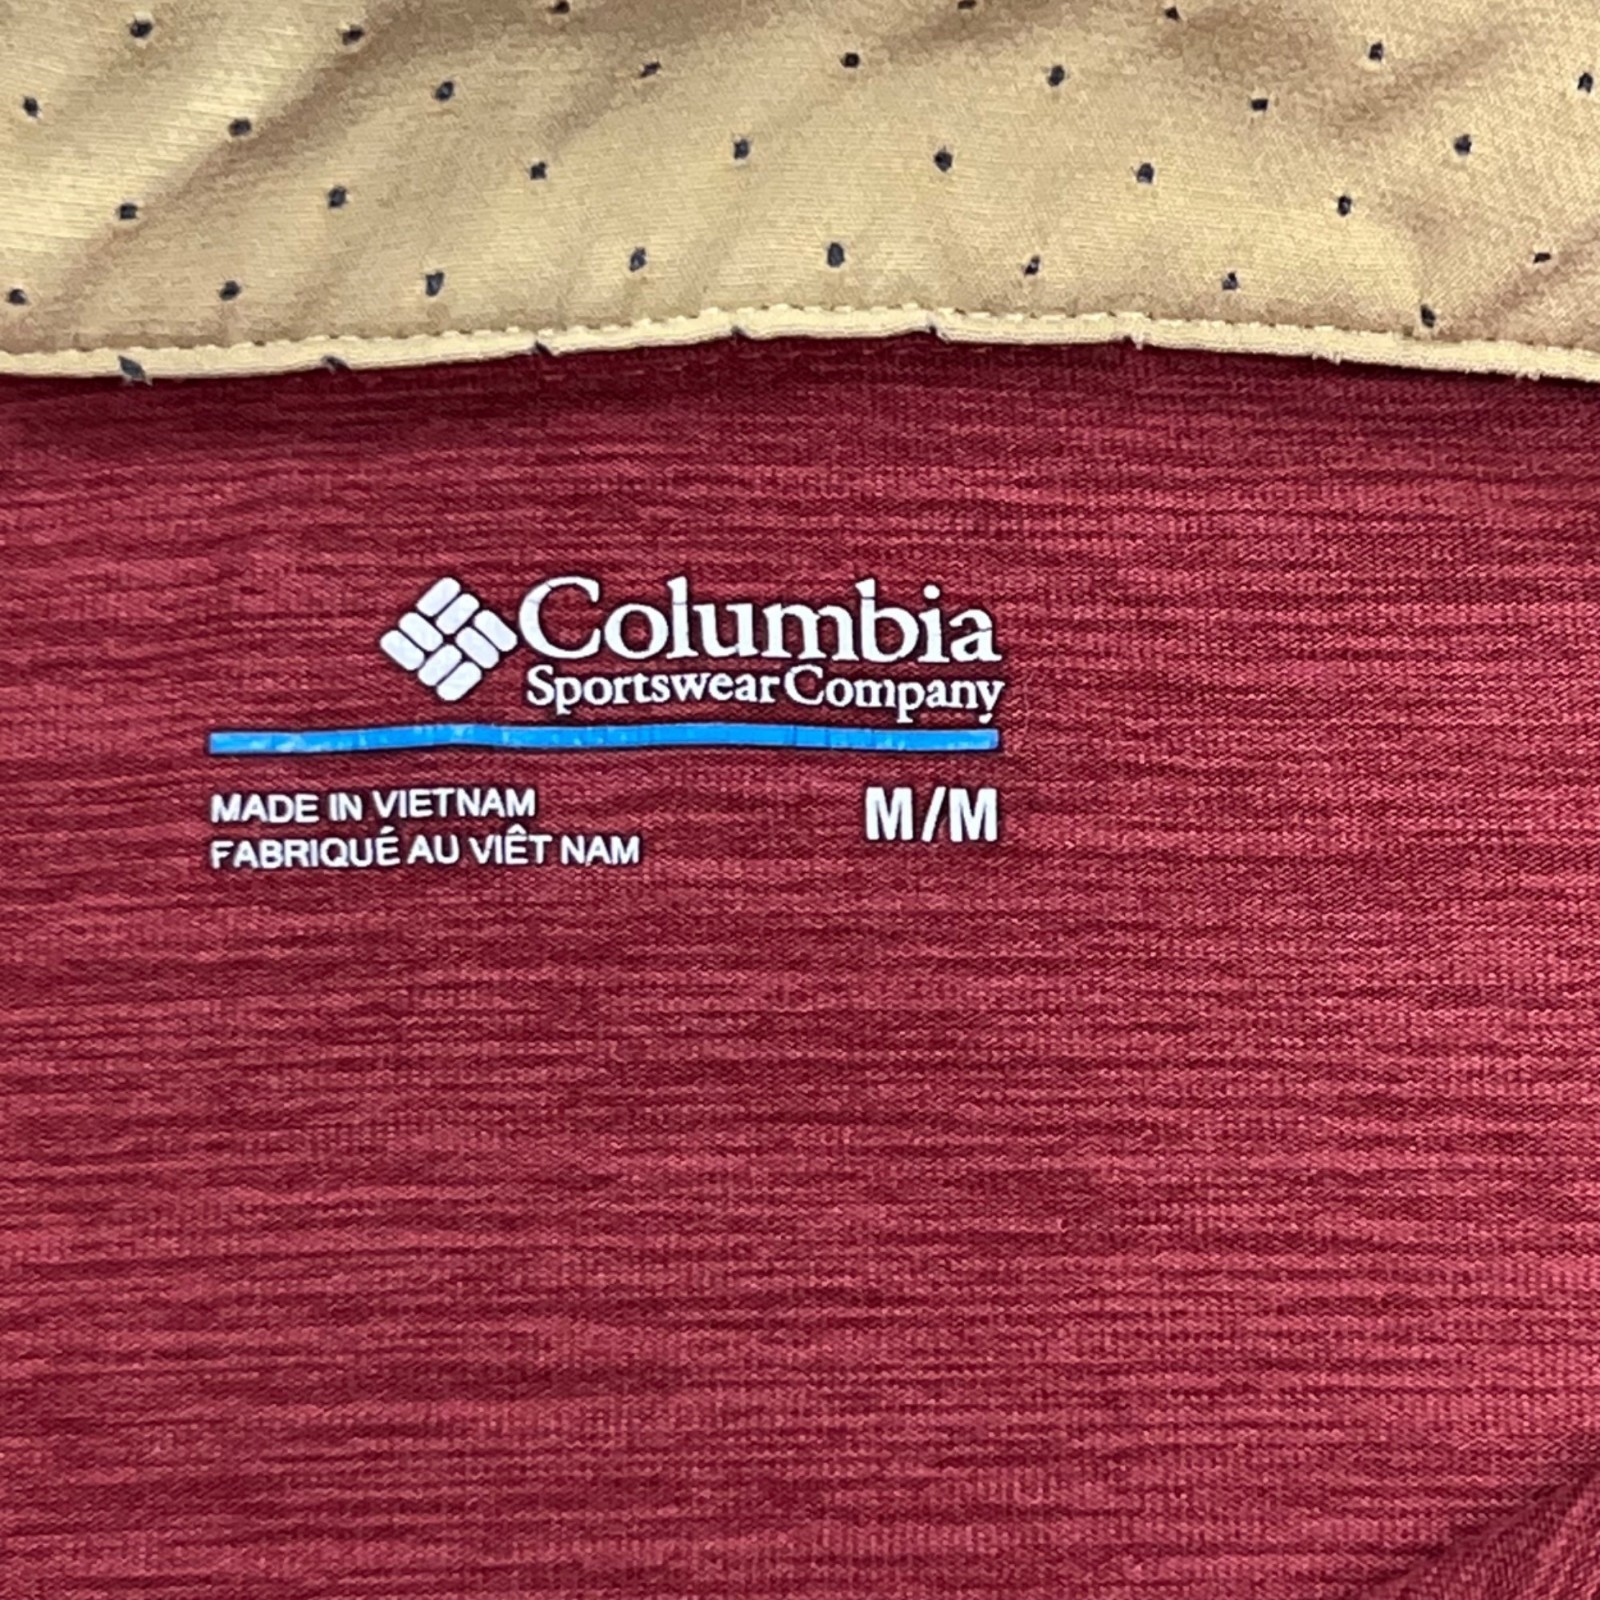 Columbia
Sportswear Company
MADE IN VIETNAM
FABRIQUÉ AU VIÊT NAM
M/M